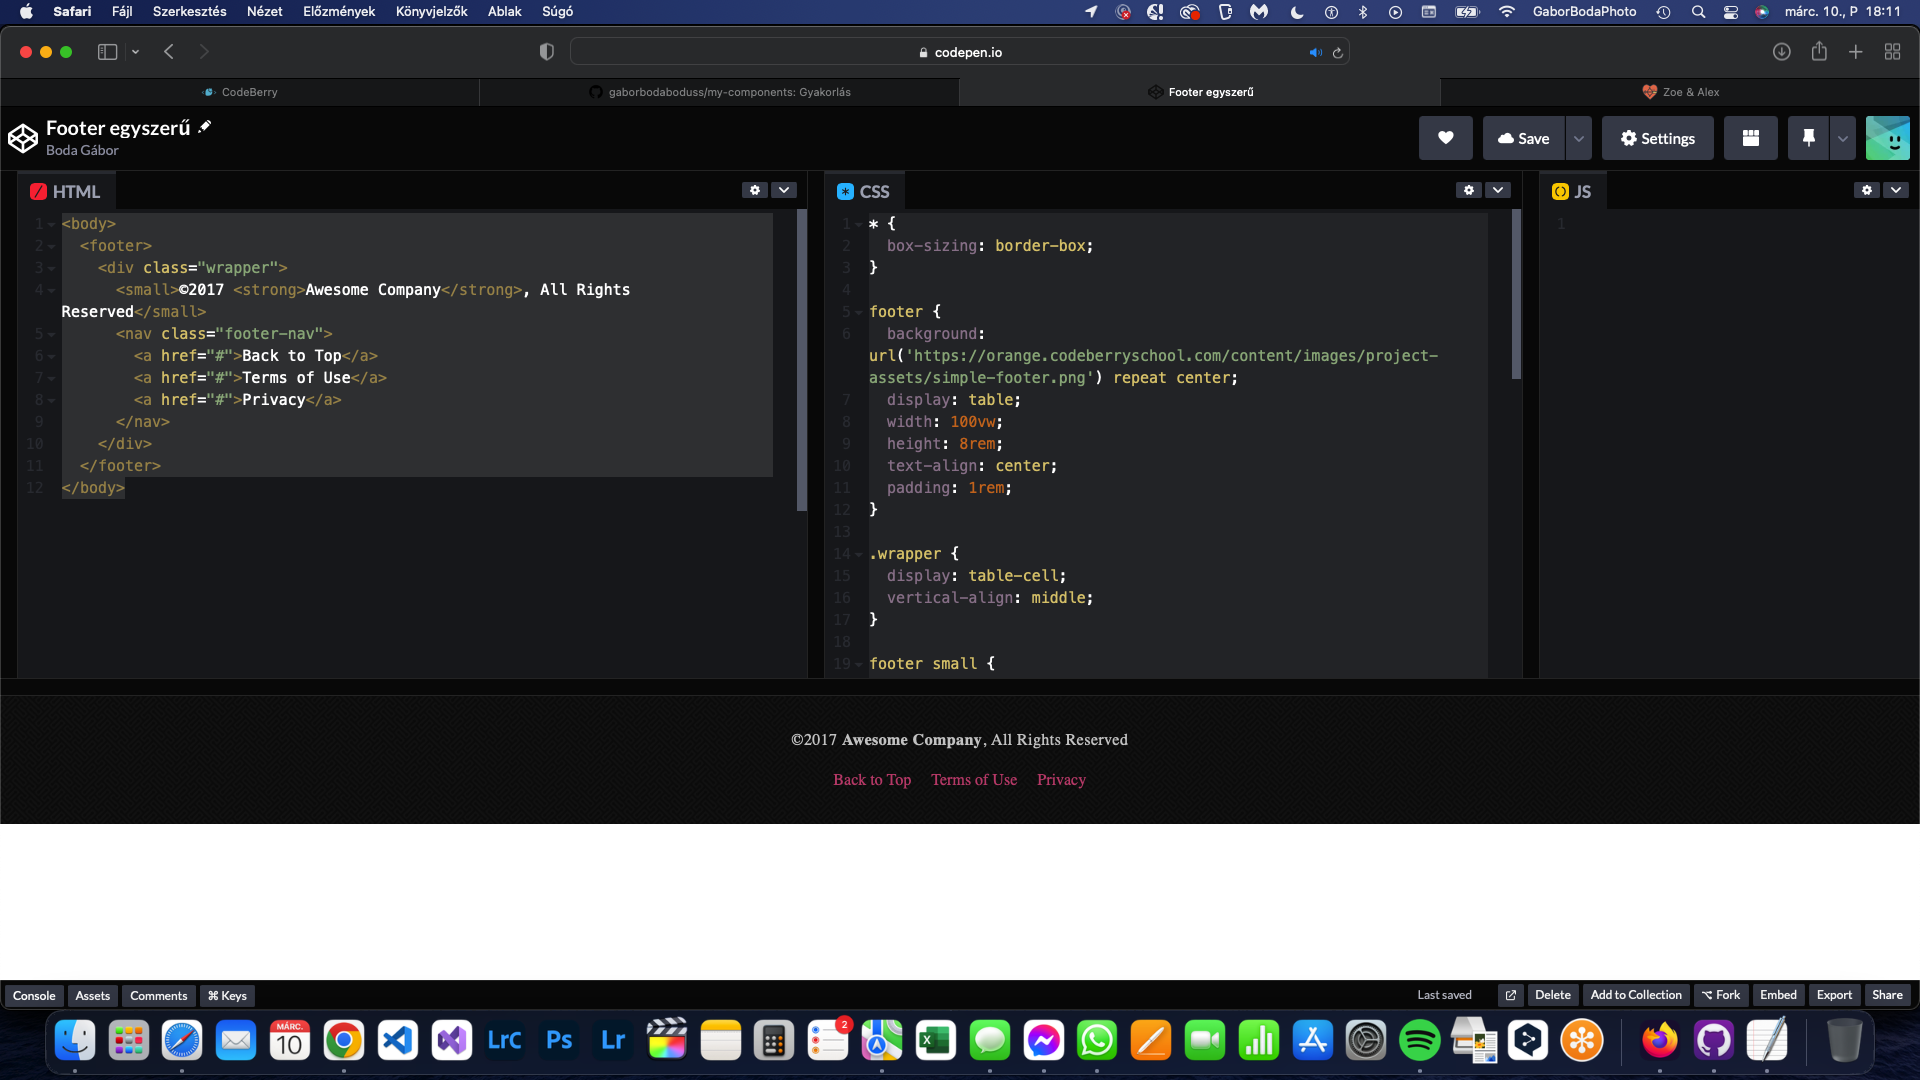 Safari Fájl Szerkesztés Nézet Előzmények Könyvjelzők Ablak Súgó GaborBodaPhoto márc. 10., P 18:11
codepen.io
CodeBerry gaborbodaboduss/my-components: Gyakorlás Footer egyszerű Zoe & Alex
Footer egyszerű
Boda Gábor
Save Settings
HTML
1 <body>
2 <footer>
3 <div class="wrapper">
4 <small>©2017 <strong>Awesome Company</strong>, All Rights
Reserved</small>
5 <nav class="footer-nav">
6 <a href="#">Back to Top</a>
7 <a href="#">Terms of Use</a>
8 <a href="#">Privacy</a>
9 </nav>
10 </div>
11 </footer>
12 </body>
CSS
1 * {
2 box-sizing: border-box;
3 }
4
5 footer {
6 background:
url('https://orange.codeberryschool.com/content/images/project-
assets/simple-footer.png') repeat center;
7 display: table;
8 width: 100vw;
9 height: 8rem;
10 text-align: center;
11 padding: 1rem;
12 }
13
14 .wrapper {
15 display: table-cell;
16 vertical-align: middle;
17 }
18
19 footer small {
JS
1
©2017 Awesome Company, All Rights Reserved
Back to Top Terms of Use Privacy
Console Assets Comments ⌘ Keys Last saved Delete Add to Collection ⌥ Fork Embed Export Share
MÁRC.
10
LrC Ps Lr 2